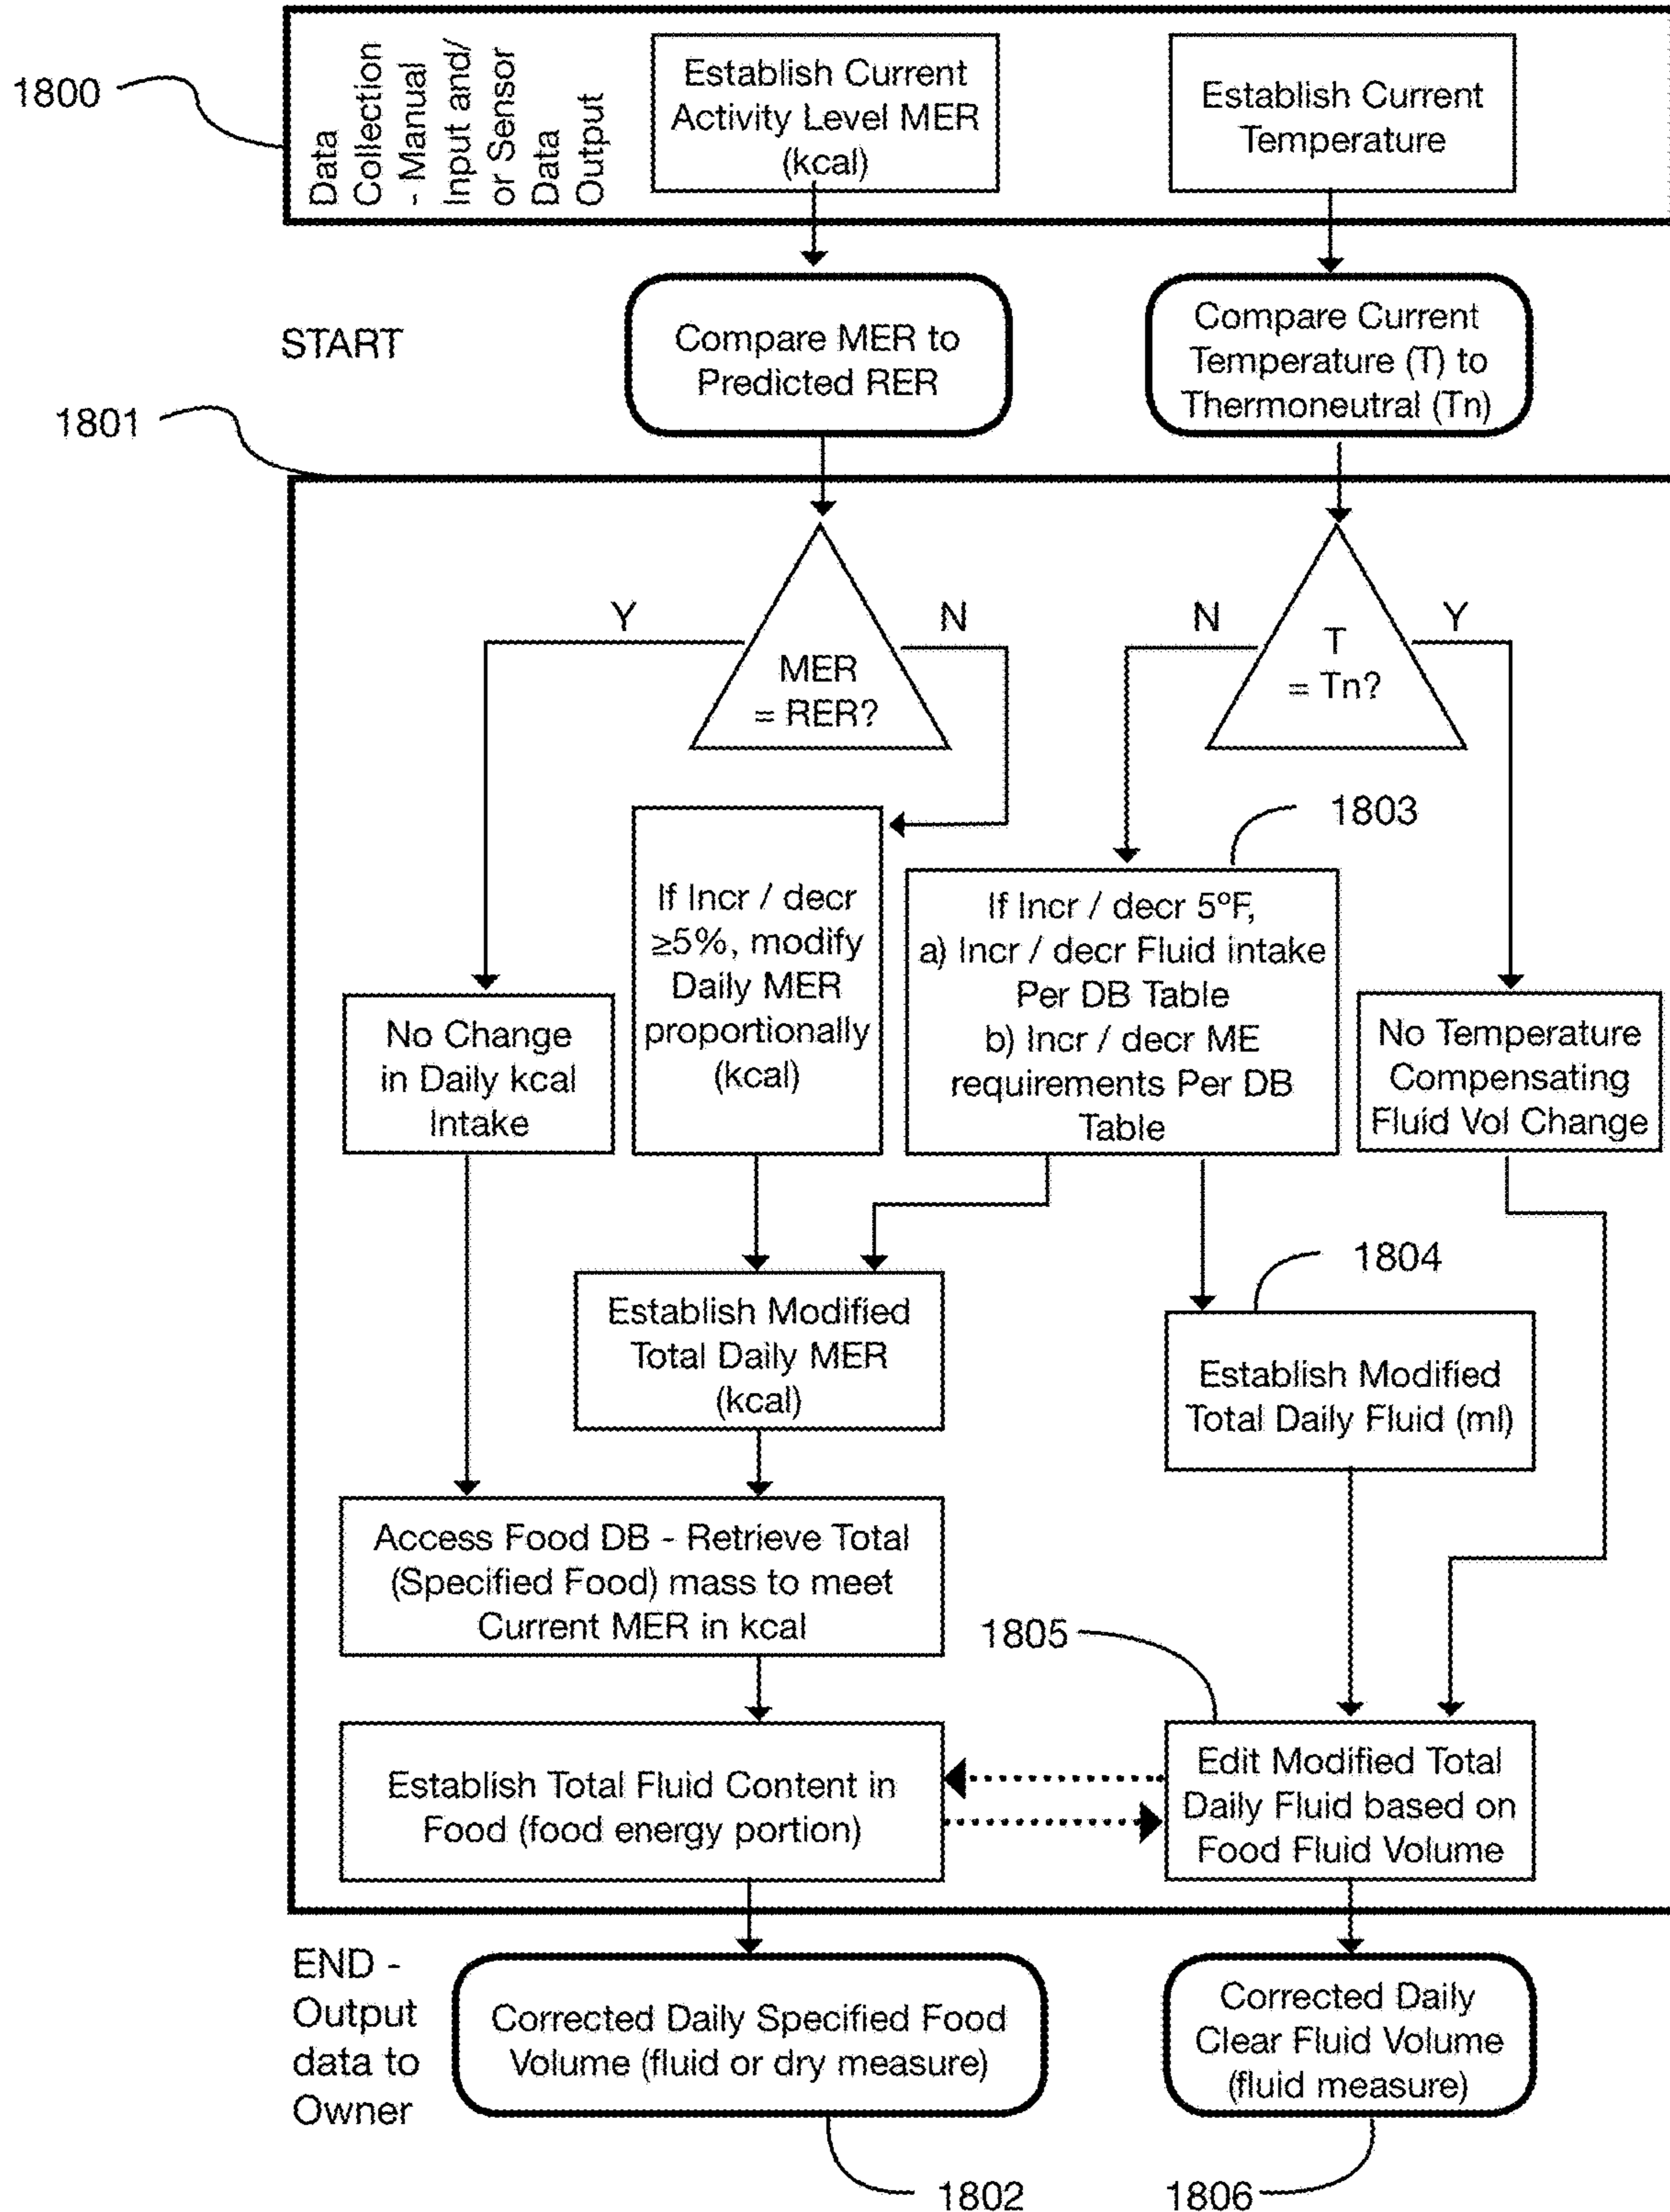 1800
Data
Collection
- Manual
Input and/
or Sensor
Data
Output
Establish Current
Activity Level MER
(kcal)
Establish Current
Temperature
START
Compare MER to
Predicted RER
Compare Current
Temperature (T) to
Thermoneutral (Tn)
1801
Y
N
MER
= RER?
N
Y
T
= Tn?
1803
If Incr / decr
≥5%, modify
Daily MER
proportionally
(kcal)
If Incr / decr 5ºF,
a) Incr / decr Fluid intake
Per DB Table
b) Incr / decr ME
requirements Per DB
Table
No Change
in Daily kcal
Intake
No Temperature
Compensating
Fluid Vol Change
1804
Establish Modified
Total Daily MER
(kcal)
Establish Modified
Total Daily Fluid (ml)
Access Food DB - Retrieve Total
(Specified Food) mass to meet
Current MER in kcal
1805
Establish Total Fluid Content in
Food (food energy portion)
Edit Modified Total
Daily Fluid based on
Food Fluid Volume
END -
Output
data to
Owner
Corrected Daily Specified Food
Volume (fluid or dry measure)
Corrected Daily
Clear Fluid Volume
(fluid measure)
1802
1806